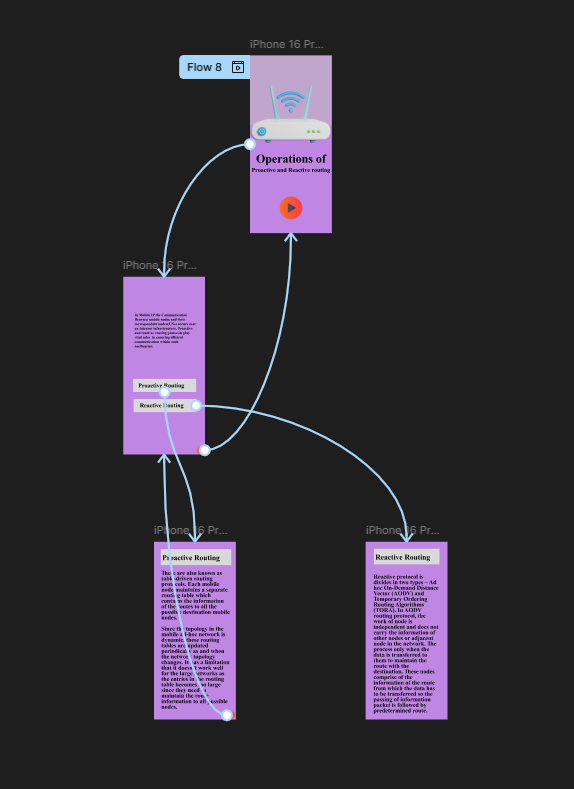 iPhone 16 Pr...
Flow 8
Operations of
Proactive and Reactive routing
iPhone 16 Pr...
In Mobile IP the Communication
Between mobile nodes and their
correspondent nodes(CNs) occurs over
an Internet infrastructure. Proactive
and reactive routing protocols play
vital roles in ensuring efficient
communication within such
Proactive Routing
Reactive Routing
iPhone 16 Pr...
Proactive Routing
These are also known as
table-driven routing
protocols. Each mobile
node maintains a separate
routing table which
contains the information
of the routes to all the
possible destination mobile
nodes.
Since the topology in the
mobile ad-hoc network is
dynamic, these routing
tables are updated
periodically as and when
the network topology
changes. It has a limitation
that it doesn't work well
for the large networks as
the entries in the routing
table becomes too large
since they need to
maintain the route
information to all possible
nodes.
iPhone 16 Pr...
Reactive Routing
Reactive protocol is
divides in two types - Ad
hoc On-Demand Distance
Vector (AODV) and
Temporary Ordering
Routing Algorithms
(TORA). In AODV
routing protocol, the
work of node is
independent and does not
carry the information of
other nodes or adjacent
node in the network. The
process only when the
data is transferred to
them to maintain the
route with the
destination. These nodes
comprise of the
information of the route
from which the data has
to be transferred so the
passing of information
packet is followed by
predetermined route.